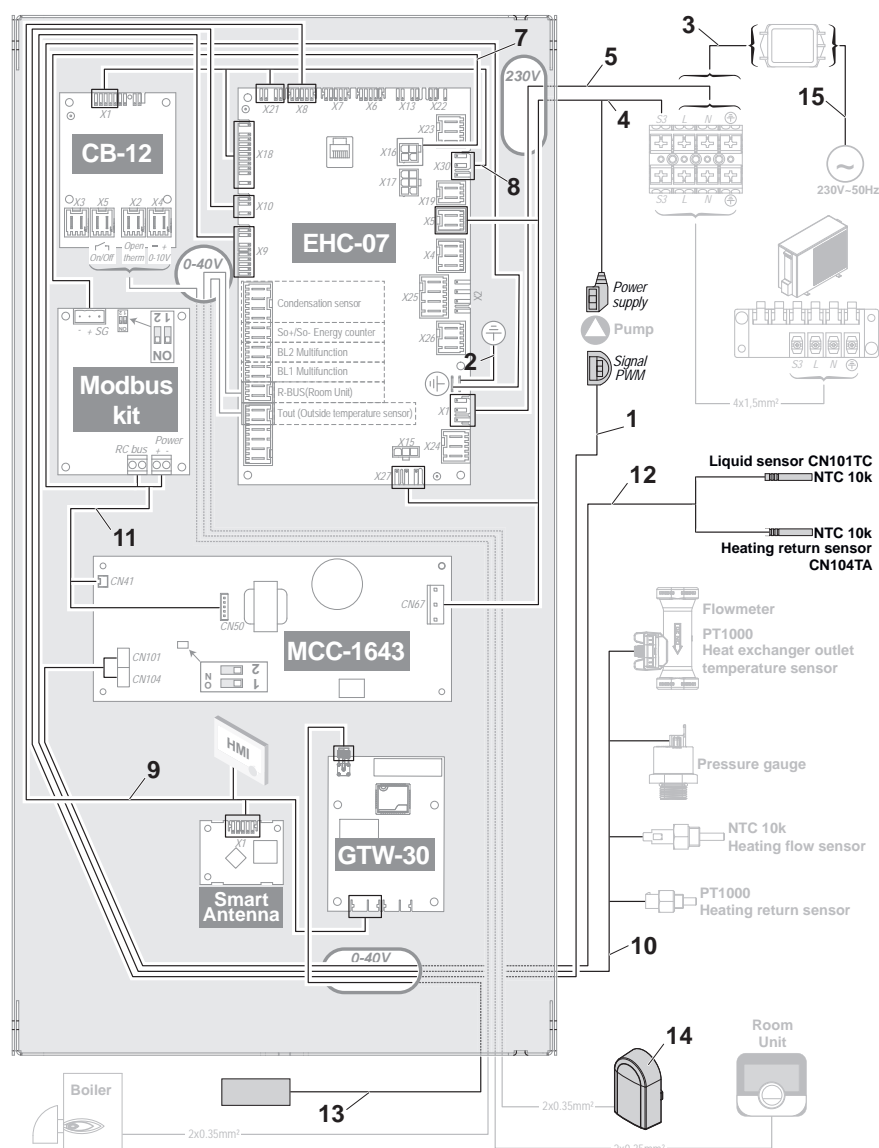 7
3
5
230V
4
15
S3 L N
230V~50Hz
X1
CB-12
X3 X5 X2 X4
On/Off
Open therm
- +
0-10V
X21 X8 X7 X6 X13 X22
X23
X16
X30
X18
X17
8
X19
X10
X5
EHC-07
X9
X4
0-40V
X25
X2
Condensation sensor
So+/So- Energy counter
X26
BL2 Multifunction
2
BL1 Multifunction
R-BUS(Room Unit)
X1
Tout (Outside temperature sensor)
X15
X24
X27
Power
supply
Pump
Signal
PWM
1
S3 L N
4x1,5mm²
- + SG
1 2
ON
Modbus
kit
RC bus
Power
+ -
11
12
Liquid sensor CN101TC
NTC 10k
NTC 10k
Heating return sensor
CN104TA
CN41
CN50
CN67
MCC-1643
CN101
CN104
ON
1 2
Flowmeter
PT1000
Heat exchanger outlet
temperature sensor
HMI
9
Pressure gauge
X1
Smart
Antenna
GTW-30
NTC 10k
Heating flow sensor
PT1000
Heating return sensor
10
0-40V
14
Room
Unit
Boiler
13
2x0.35mm²
2x0.35mm²
2x0.35mm²